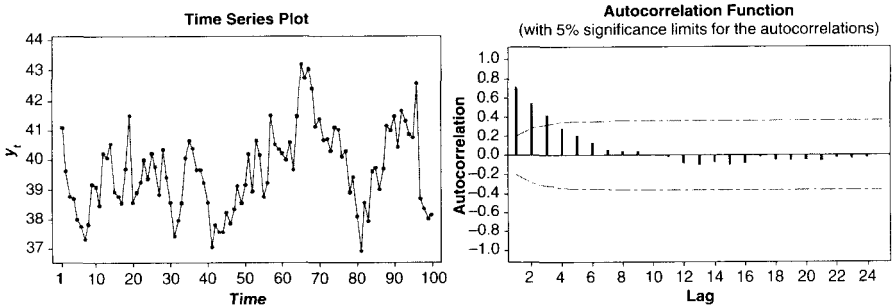 Time Series Plot
44
43
42
41
40
39
38
37
yt
1 10 20 30 40 50 60 70 80 90 100
Time
Autocorrelation Function
(with 5% significance limits for the autocorrelations)
1.0
0.8
0.6
0.4
0.2
0.0
−0.2
−0.4
−0.6
−0.8
−1.0
Autocorrelation
2 4 6 8 10 12 14 16 18 20 22 24
Lag